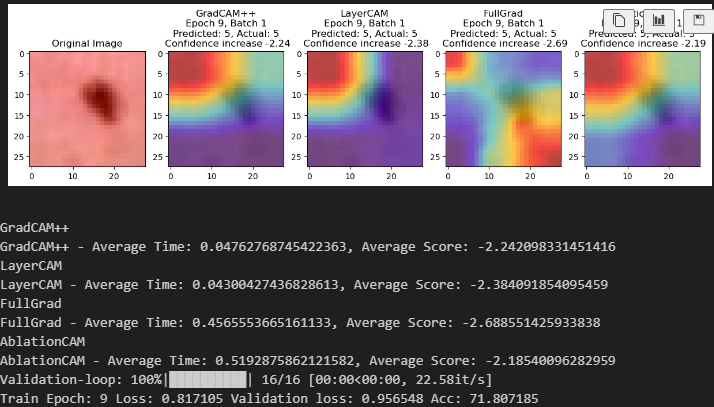 Original Image
GradCAM++
Epoch 9, Batch 1
Predicted: 5, Actual: 5
Confidence increase -2.24
LayerCAM
Epoch 9, Batch 1
Predicted: 5, Actual: 5
Confidence increase -2.38
FullGrad
Epoch 9, Batch 1
Predicted: 5, Actual: 5
Confidence increase -2.69
Predicted: 5, Actual: 5
Confidence increase -2.19
0 5 10 15 20 25
0 20
0 5 10 15 20 25
0 20
0 5 10 15 20 25
0 20
0 5 10 15 20 25
0 20
0 5 10 15 20 25
0 20
GradCAM++
GradCAM++ - Average Time: 0.04762768745422363, Average Score: -2.242098331451416
LayerCAM
LayerCAM - Average Time: 0.04300427436828613, Average Score: -2.384091854095459
FullGrad
FullGrad - Average Time: 0.4565553665161133, Average Score: -2.688551425933838
AblationCAM
AblationCAM - Average Time: 0.5192875862121582, Average Score: -2.18540096282959
Validation-loop: 100%|██████████| 16/16 [00:00<00:00, 22.58it/s]
Train Epoch: 9 Loss: 0.817105 Validation loss: 0.956548 Acc: 71.807185